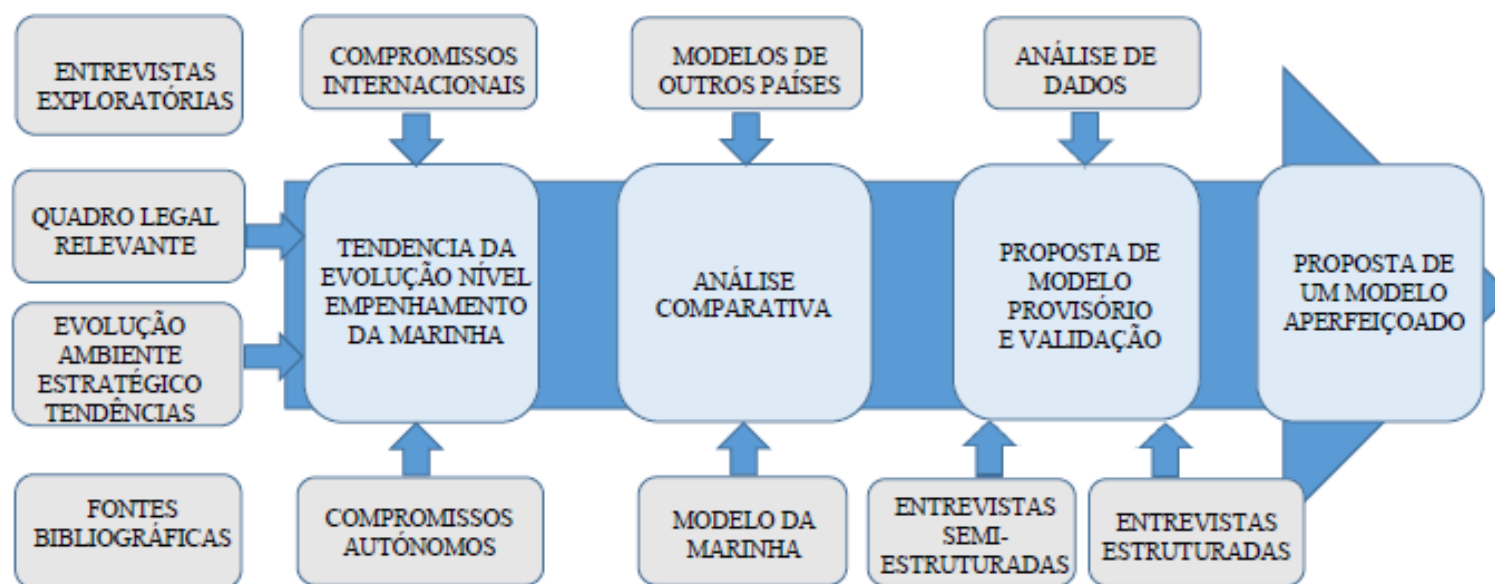 ENTREVISTAS
EXPLORATÓRIAS
COMPROMISSOS
INTERNACIONAIS
MODELOS DE
OUTROS PAÍSES
ANÁLISE DE
DADOS
QUADRO LEGAL
RELEVANTE
EVOLUÇÃO
AMBIENTE
ESTRATÉGICO
TENDÊNCIAS
TENDENCIA DA
EVOLUÇÃO NÍVEL
EMPENHAMENTO
DA MARINHA
ANÁLISE
COMPARATIVA
PROPOSTA DE
MODELO
PROVISÓRIO
E VALIDAÇÃO
PROPOSTA DE
UM MODELO
APERFEIÇOADO
FONTES
BIBLIOGRÁFICAS
COMPROMISSOS
AUTÓNOMOS
MODELO DA
MARINHA
ENTREVISTAS
SEMI-
ESTRUTURADAS
ENTREVISTAS
ESTRUTURADAS